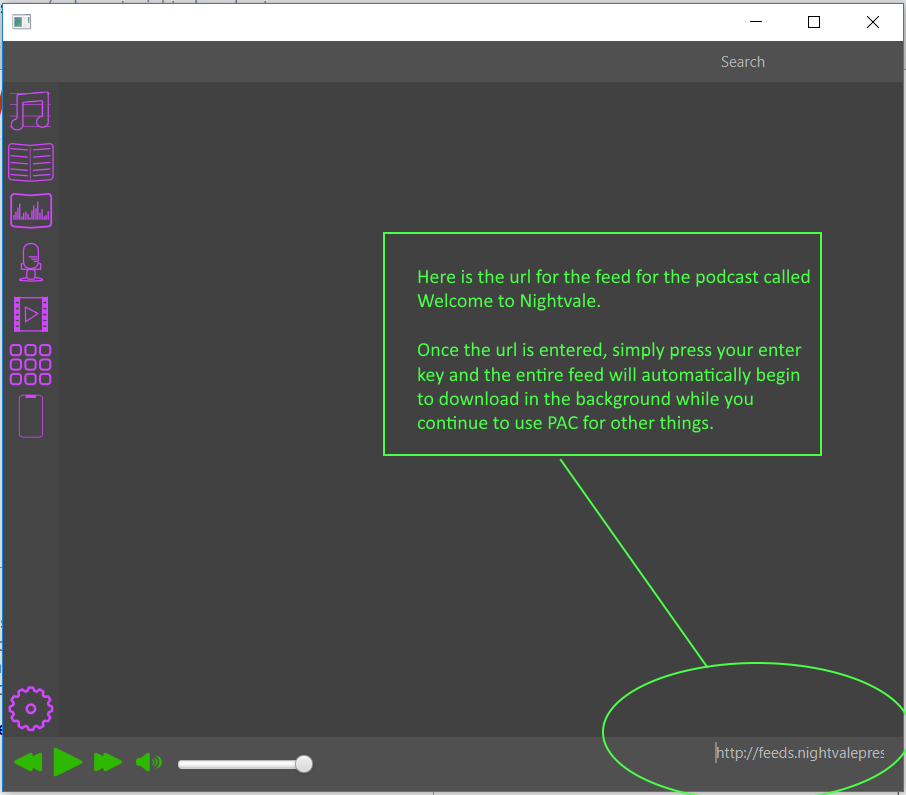 Search
Here is the url for the feed for the podcast called
Welcome to Nightvale.
Once the url is entered, simply press your enter
key and the entire feed will automatically begin
to download in the background while you
continue to use PAC for other things.
http://feeds.nightvalepres